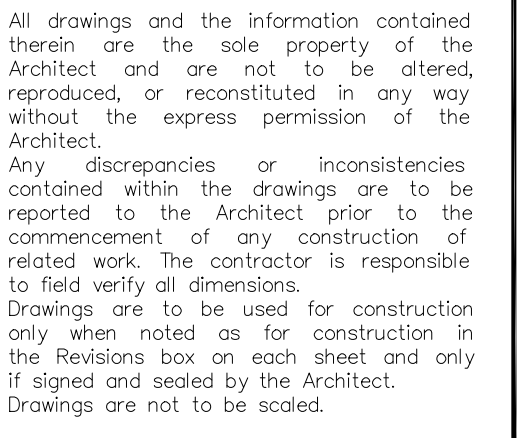 All drawings and the information contained
therein are the sole property of the
Architect and are not to be altered,
reproduced, or reconstituted in any way
without the express permission of the
Architect.
Any discrepancies or inconsistencies
contained within the drawings are to be
reported to the Architect prior to the
commencement of any construction of
related work. The contractor is responsible
to field verify all dimensions.
Drawings are to be used for construction
only when noted as for construction in
the Revisions box on each sheet and only
if signed and sealed by the Architect.
Drawings are not to be scaled.